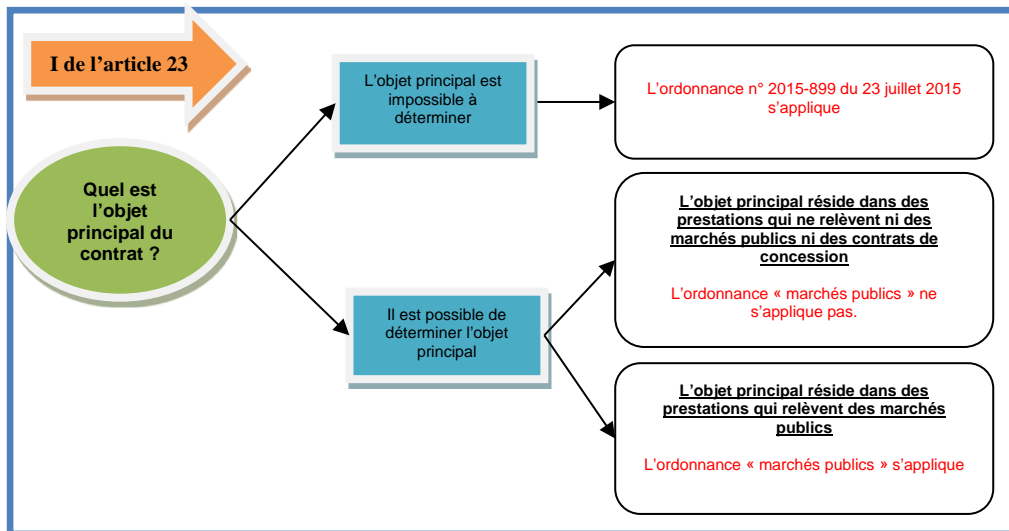 I de l’article 23
Quel est
l’objet
principal du
contrat ?
L’objet principal est
impossible à
déterminer
L’ordonnance n° 2015-899 du 23 juillet 2015
s’applique
Il est possible de
déterminer l’objet
principal
L’objet principal réside dans des
prestations qui ne relèvent ni des
marchés publics ni des contrats de
concession
L’ordonnance « marchés publics » ne
s’applique pas.
L’objet principal réside dans des
prestations qui relèvent des marchés
publics
L’ordonnance « marchés publics » s’applique